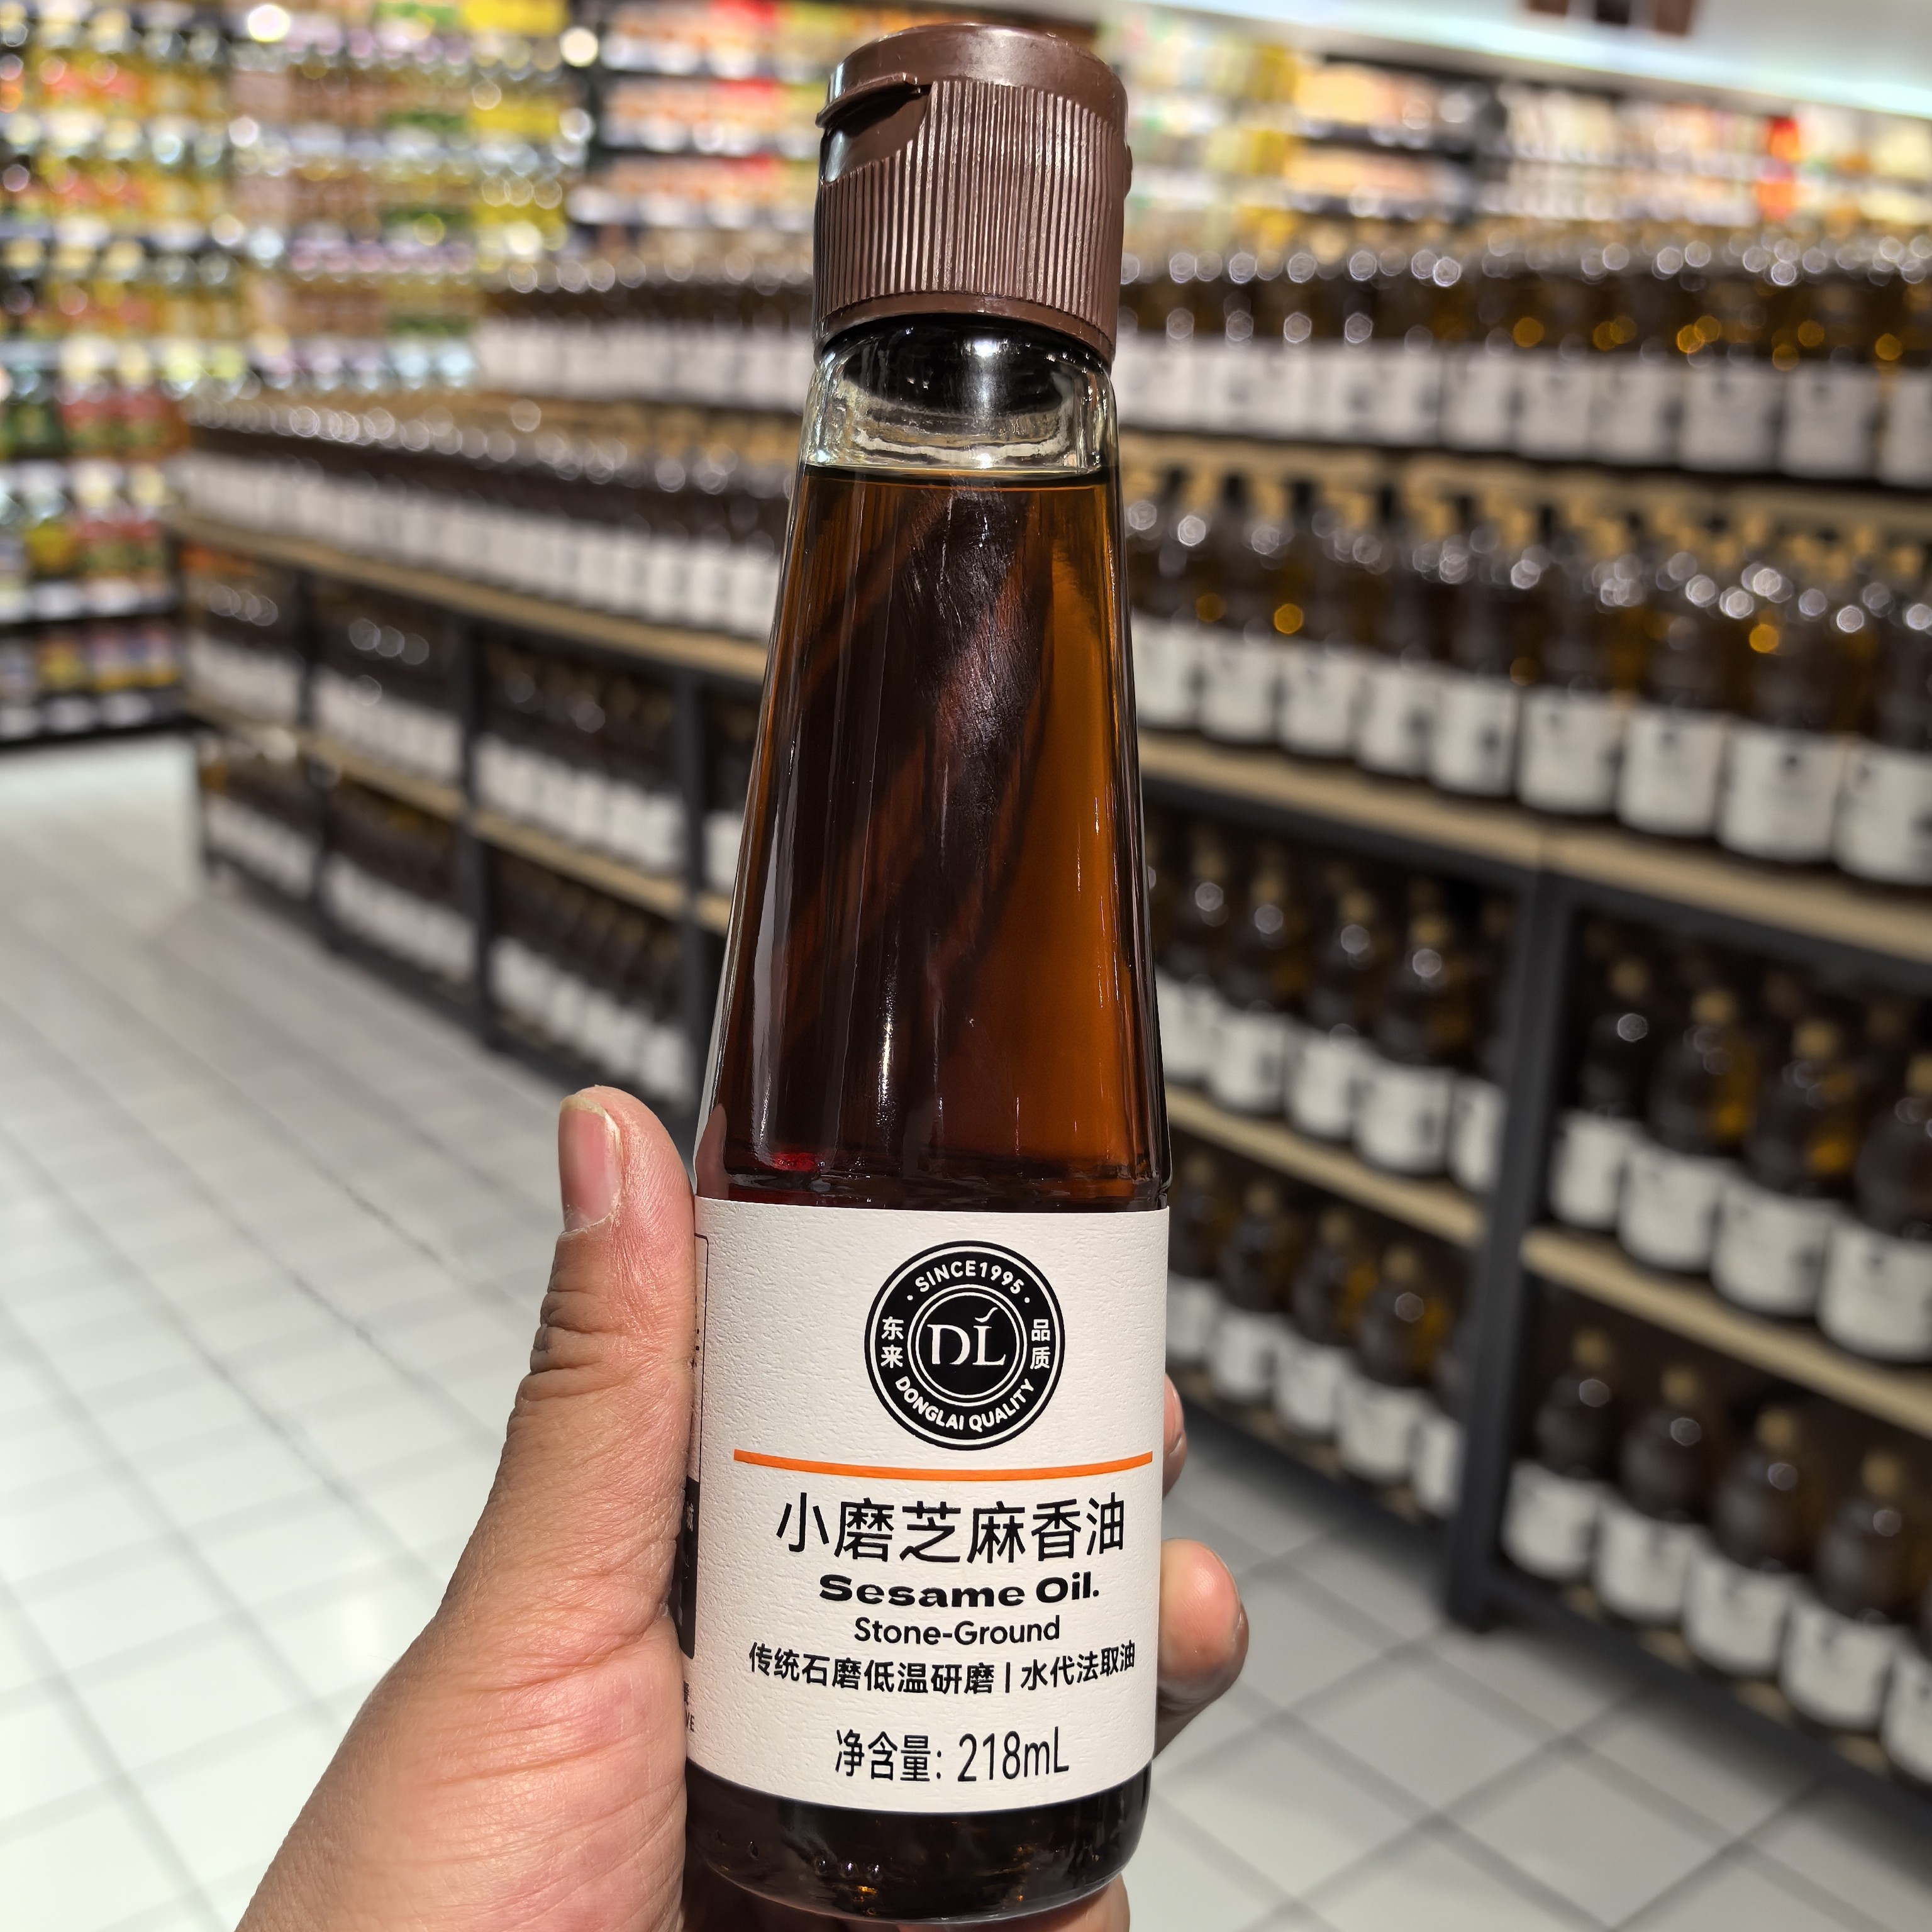 ·SINCE1995·
东来
品质
DL
DONGLAI QUALITY
小磨芝麻香油
Sesame Oil.
Stone-Ground
传统石磨低温研磨 | 水代法取油
净含量: 218mL